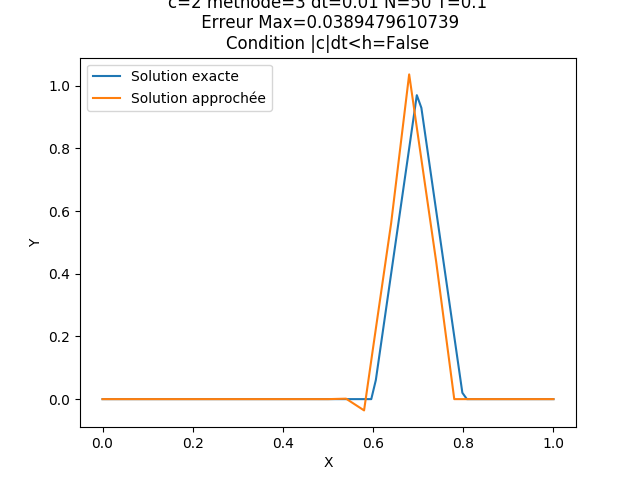 c=2 methode=3 dt=0.01 N=50 T=0.1
Erreur Max=0.0389479610739
Condition |c|dt<h=False
Solution exacte
Solution approchée
1.0
0.8
0.6
0.4
0.2
0.0
Y
0.0 0.2 0.4 0.6 0.8 1.0
X